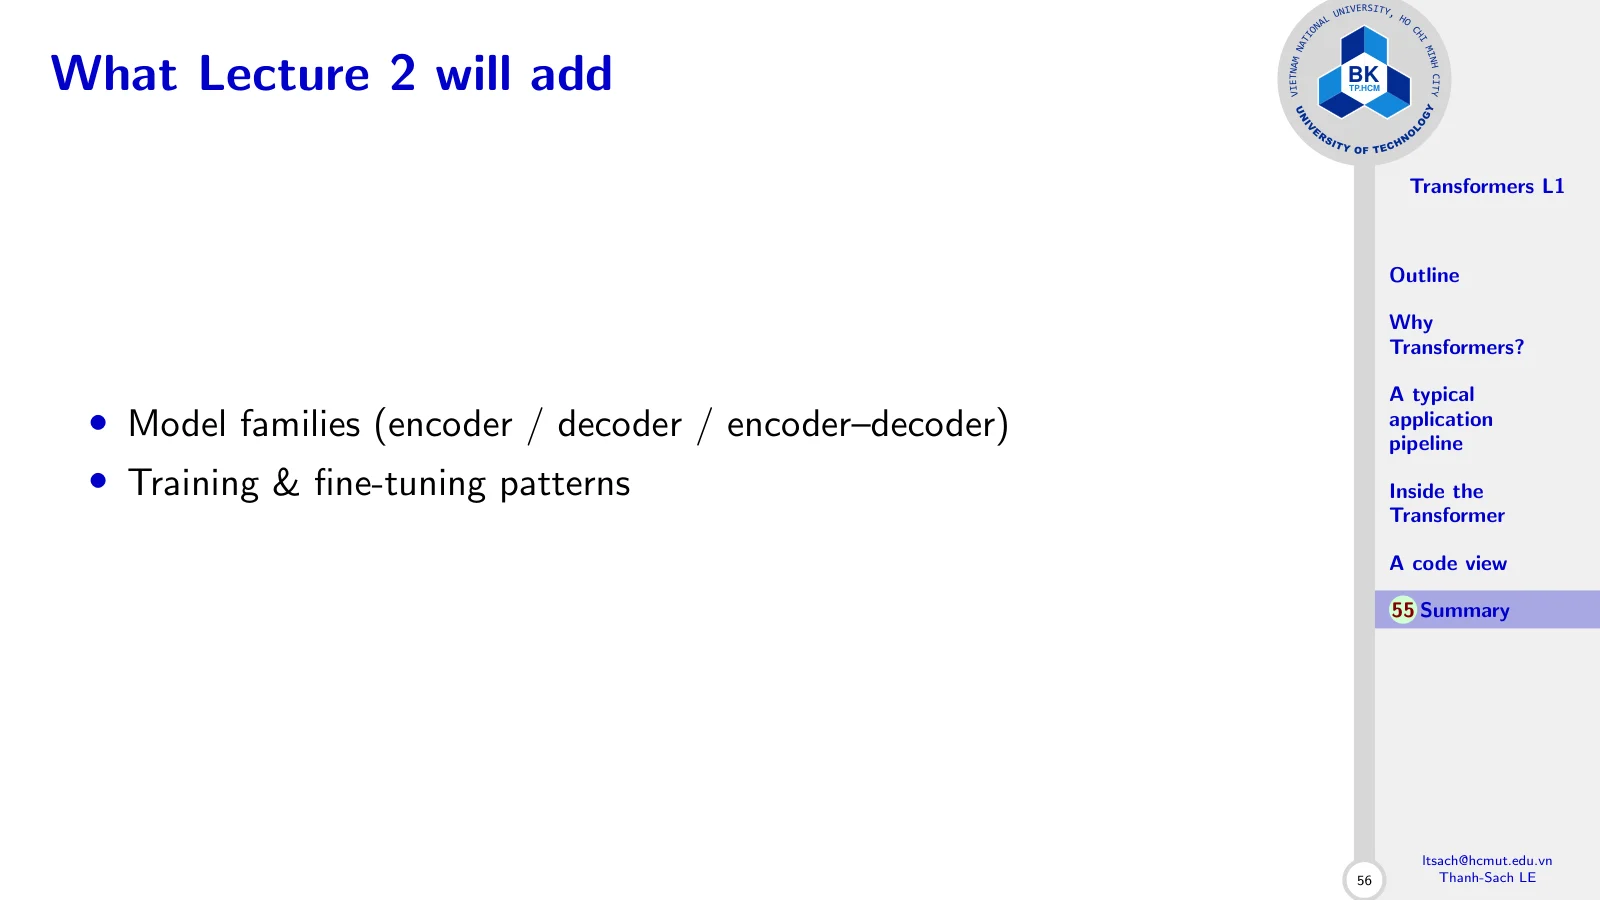 What Lecture 2 will add
• Model families (encoder / decoder / encoder–decoder)
• Training & fine-tuning patterns
VIETNAM NATIONAL UNIVERSITY, HO CHI MINH CITY
BK
TP.HCM
UNIVERSITY OF TECHNOLOGY
Transformers L1
Outline
Why
Transformers?
A typical
application
pipeline
Inside the
Transformer
A code view
55 Summary
ltsach@hcmut.edu.vn
Thanh-Sach LE
56